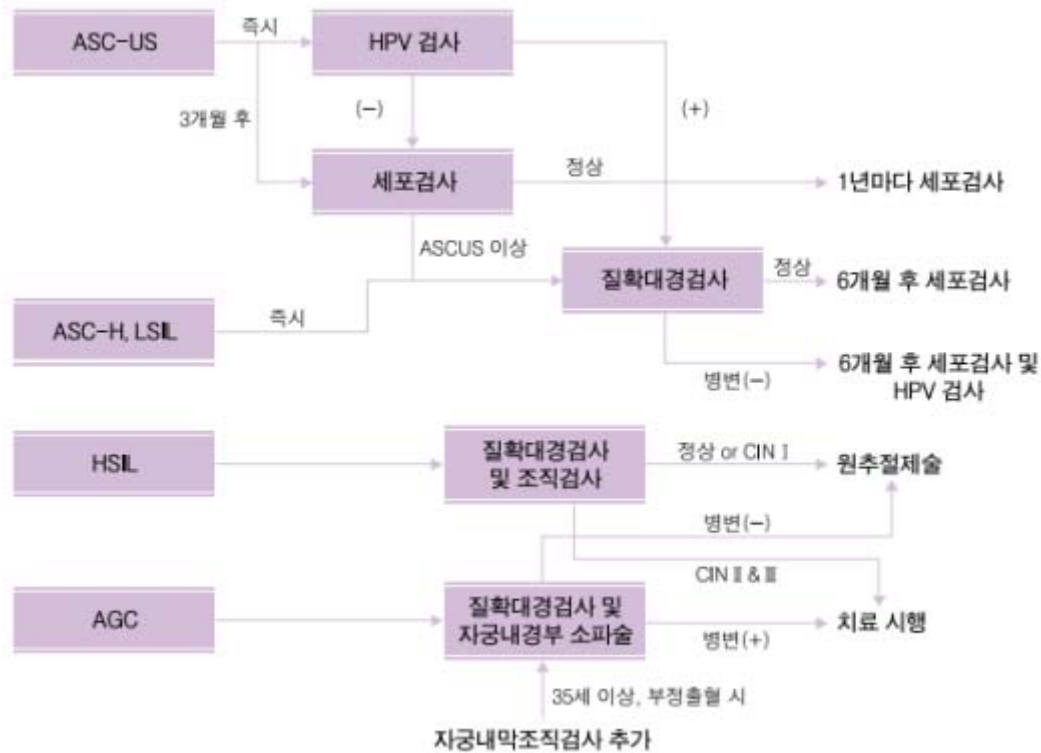 ASC-US
즉시
HPV 검사
3개월 후
(-)
(+)
세포검사
정상
1년마다 세포검사
ASCUS 이상
질확대경검사
정상
6개월 후 세포검사
ASC-H, LSIL
즉시
병변(-)
6개월 후 세포검사 및
HPV 검사
HSIL
질확대경검사
및 조직검사
정상 or CIN Ⅰ
원추절제술
병변(-)
CIN Ⅱ & Ⅲ
AGC
질확대경검사 및
자궁내경부 소파술
병변(+)
치료 시행
35세 이상, 부정출혈 시
자궁내막조직검사 추가